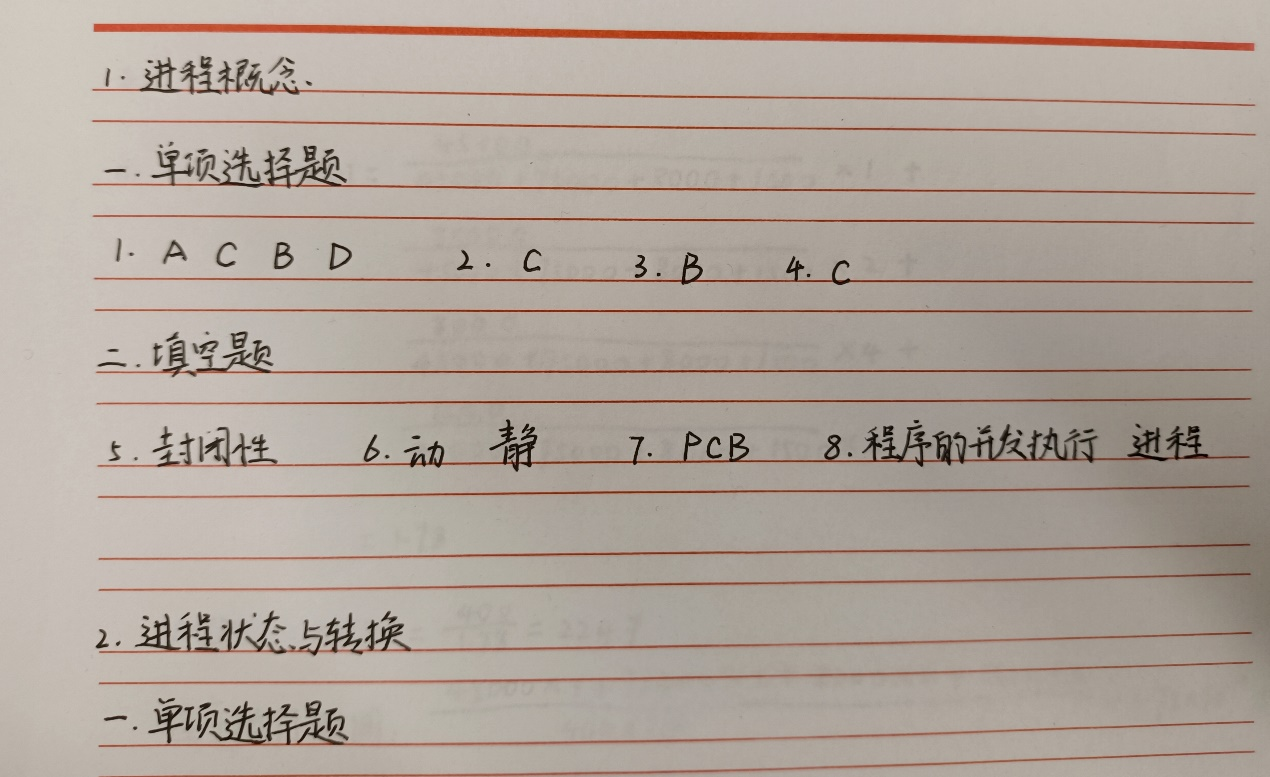 1. 进程概念.
一. 单项选择题
1. A C B D 2. C 3. B 4. C
二. 填空题
5. 封闭性 6. 动 静 7. PCB 8. 程序的并发执行 进程
2. 进程状态与转换
一. 单项选择题